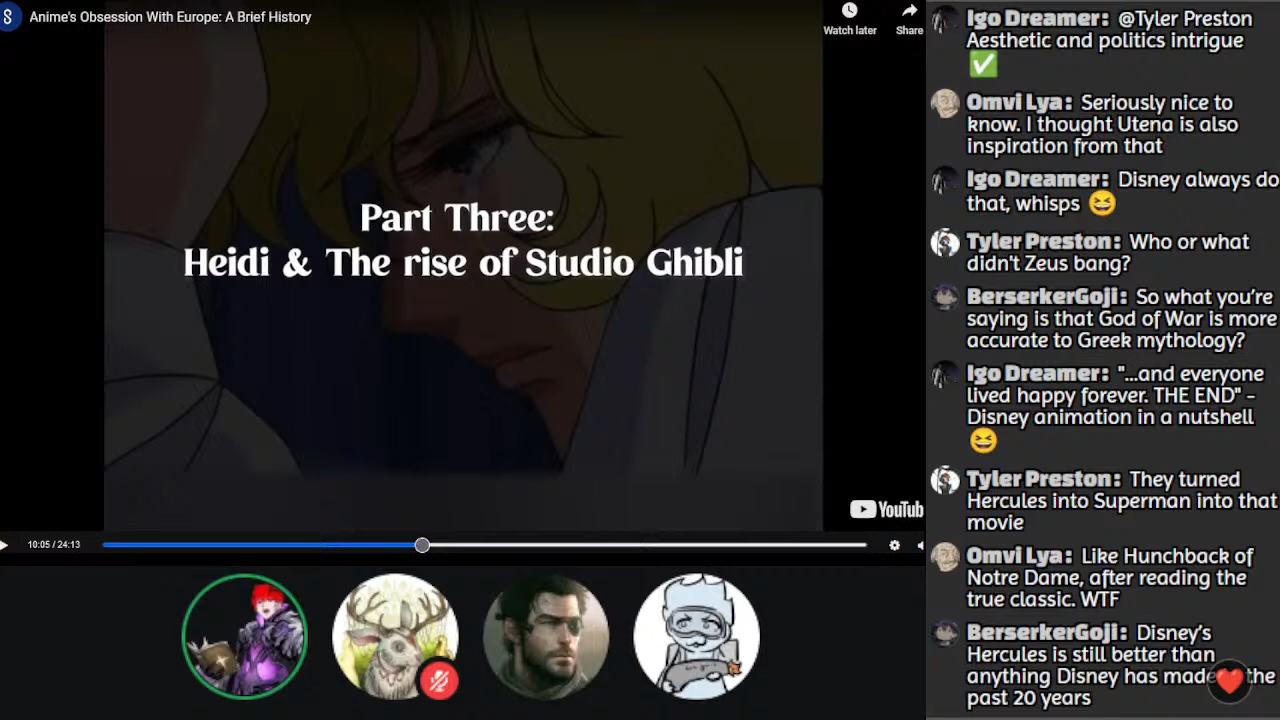 Anime's Obsession With Europe: A Brief History
Watch later
Share
Part Three:
Heidi & The rise of Studio Ghibli
YouTub
10:05 / 24:13
Igo Dreamer: @Tyler Preston
Aesthetic and politics intrigue
✅
Omvi Lya: Seriously nice to
know. I thought Utena is also
inspiration from that
Igo Dreamer: Disney always do
that, whisps 😆
Tyler Preston: Who or what
didn't Zeus bang?
BerserkerGoji: So what you’re
saying is that God of War is more
accurate to Greek mythology?
Igo Dreamer: "...and everyone
lived happy forever. THE END" -
Disney animation in a nutshell
😆
Tyler Preston: They turned
Hercules into Superman into that
movie
Omvi Lya: Like Hunchback of
Notre Dame, after reading the
true classic. WTF
BerserkerGoji: Disney’s
Hercules is still better than
anything Disney has made the
past 20 years